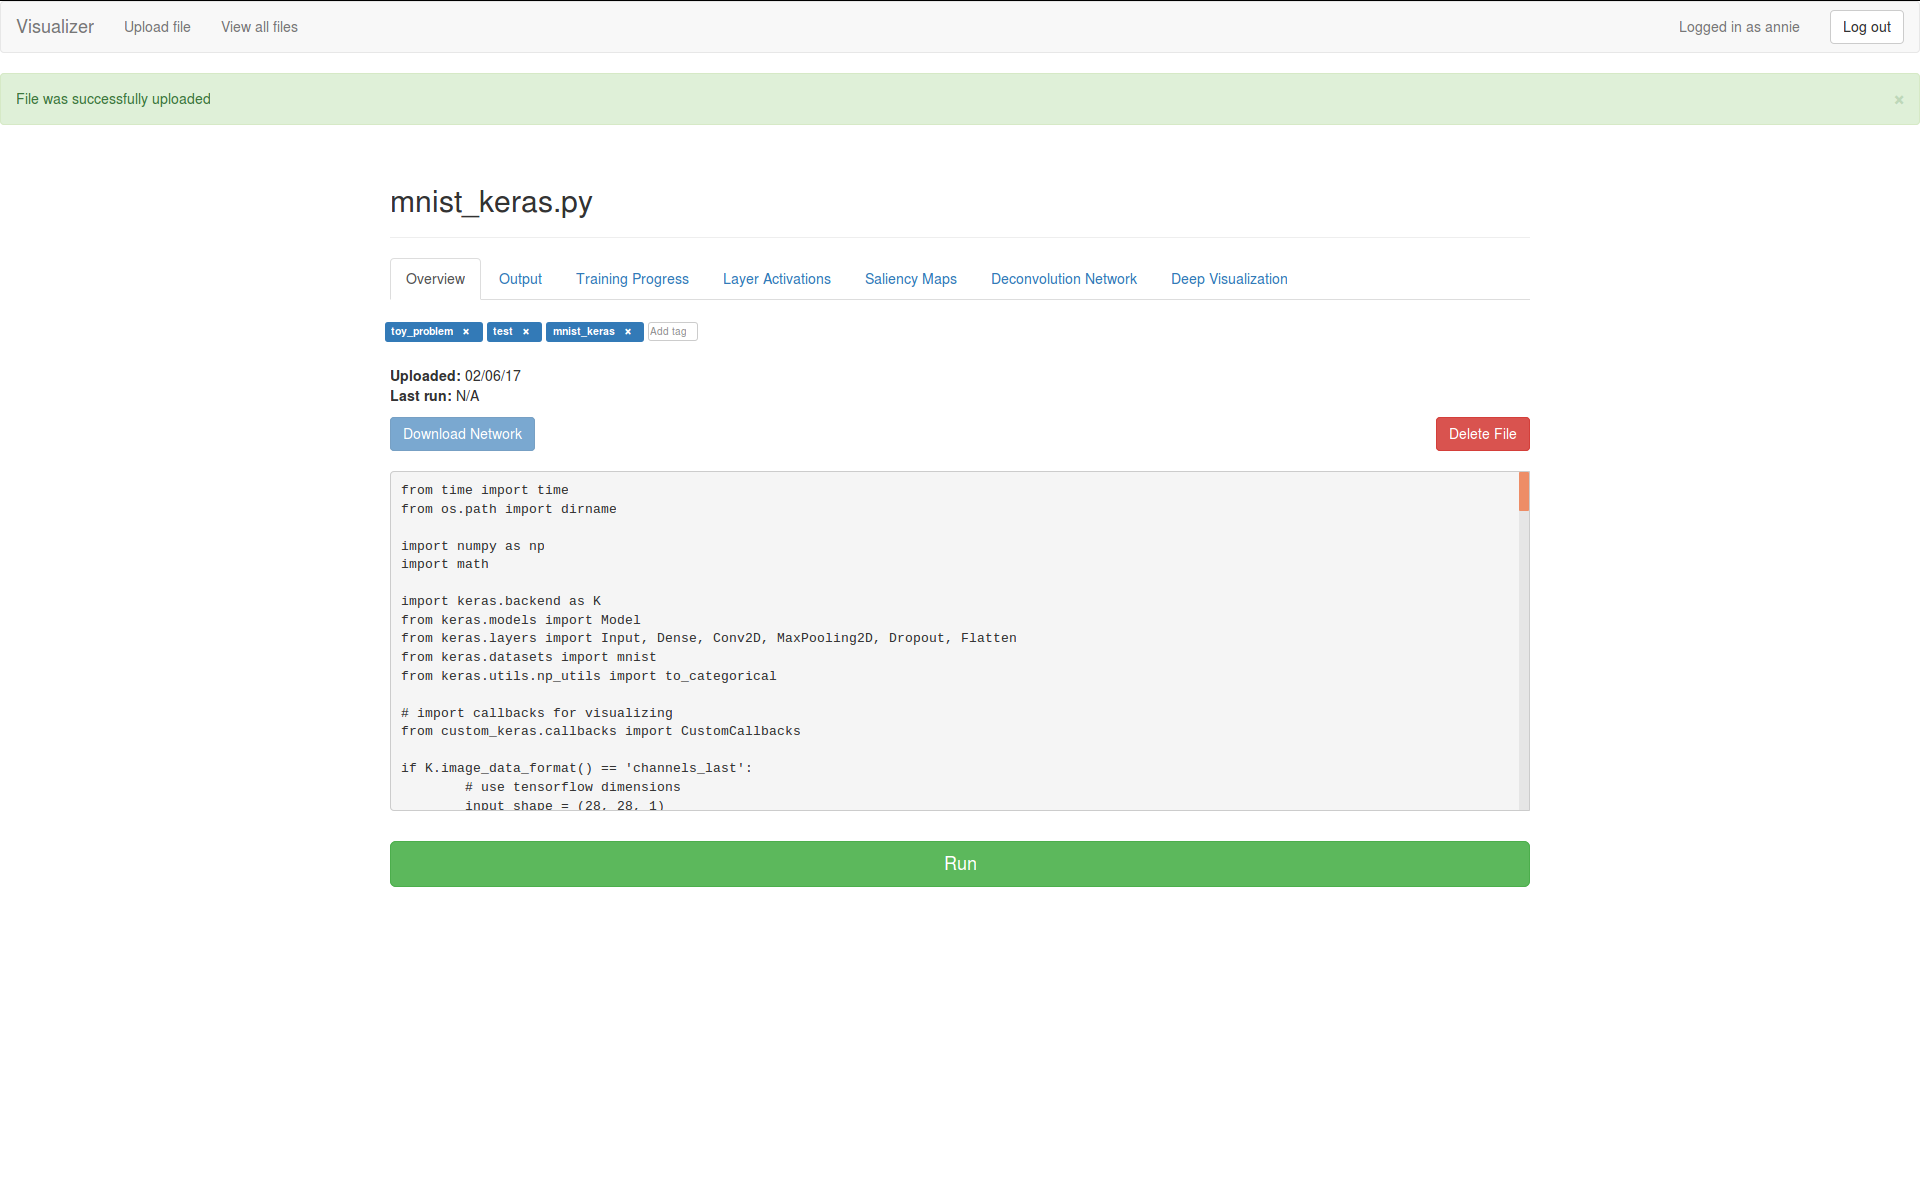 Visualizer Upload file View all files Logged in as annie Log out
File was successfully uploaded ×
mnist_keras.py
Overview Output Training Progress Layer Activations Saliency Maps Deconvolution Network Deep Visualization
toy_problem × test × mnist_keras × Add tag
Uploaded: 02/06/17
Last run: N/A
Download Network Delete File
from time import time
from os.path import dirname
import numpy as np
import math
import keras.backend as K
from keras.models import Model
from keras.layers import Input, Dense, Conv2D, MaxPooling2D, Dropout, Flatten
from keras.datasets import mnist
from keras.utils.np_utils import to_categorical
# import callbacks for visualizing
from custom_keras.callbacks import CustomCallbacks
if K.image_data_format() == 'channels_last':
# use tensorflow dimensions
input_shape = (28, 28, 1)
Run